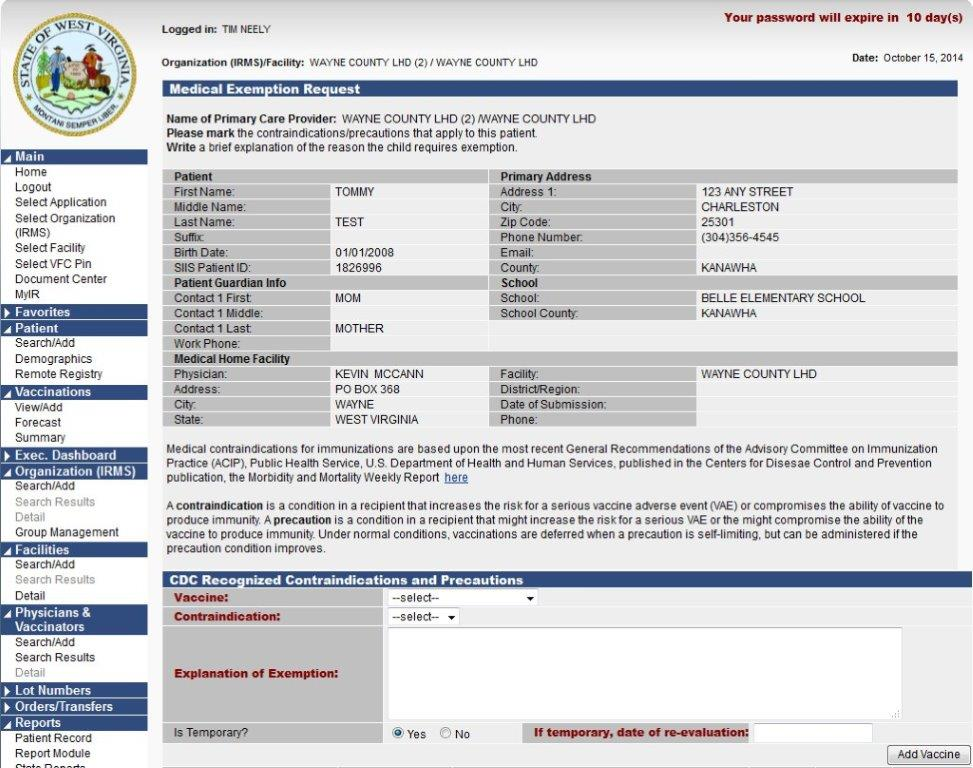 STATE OF WEST VIRGINIA
MONTANI SEMPER LIBERI
Your password will expire in 10 day(s)
Logged in: TIM NEELY
Organization (IRMS)/Facility: WAYNE COUNTY LHD (2) / WAYNE COUNTY LHD
Date: October 15, 2014
Main
Home
Logout
Select Application
Select Organization
(IRMS)
Select Facility
Select VFC Pin
Document Center
MyIR
Favorites
Patient
Search/Add
Demographics
Remote Registry
Vaccinations
View/Add
Forecast
Summary
Exec. Dashboard
Organization (IRMS)
Search/Add
Search Results
Detail
Group Management
Facilities
Search/Add
Search Results
Detail
Physicians &
Vaccinators
Search/Add
Search Results
Detail
Lot Numbers
Orders/Transfers
Reports
Patient Record
Report Module
State Reports
Medical Exemption Request
Name of Primary Care Provider: WAYNE COUNTY LHD (2) /WAYNE COUNTY LHD
Please mark the contraindications/precautions that apply to this patient.
Write a brief explanation of the reason the child requires exemption.
Patient Primary Address
First Name: TOMMY Address 1: 123 ANY STREET
Middle Name: City: CHARLESTON
Last Name: TEST Zip Code: 25301
Suffix: Phone Number: (304)356-4545
Birth Date: 01/01/2008 Email:
SIIS Patient ID: 1826996 County: KANAWHA
Patient Guardian Info School
Contact 1 First: MOM School: BELLE ELEMENTARY SCHOOL
Contact 1 Middle: School County: KANAWHA
Contact 1 Last: MOTHER
Work Phone:
Medical Home Facility
Physician: KEVIN MCCANN Facility: WAYNE COUNTY LHD
Address: PO BOX 368 District/Region:
City: WAYNE Date of Submission:
State: WEST VIRGINIA Phone:
Medical contraindications for immunizations are based upon the most recent General Recommendations of the Advisory Committee on Immunization
Practice (ACIP), Public Health Service, U.S. Department of Health and Human Services, published in the Centers for Disesae Control and Prevention
publication, the Morbidity and Mortality Weekly Report here
A contraindication is a condition in a recipient that increases the risk for a serious vaccine adverse event (VAE) or compromises the ability of vaccine to
produce immunity. A precaution is a condition in a recipient that might increase the risk for a serious VAE or the might compromise the ability of the
vaccine to produce immunity. Under normal conditions, vaccinations are deferred when a precaution is self-limiting, but can be administered if the
precaution condition improves.
CDC Recognized Contraindications and Precautions
Vaccine: --select--
Contraindication: --select--
Explanation of Exemption:
Is Temporary? Yes No If temporary, date of re-evaluation:
Add Vaccine